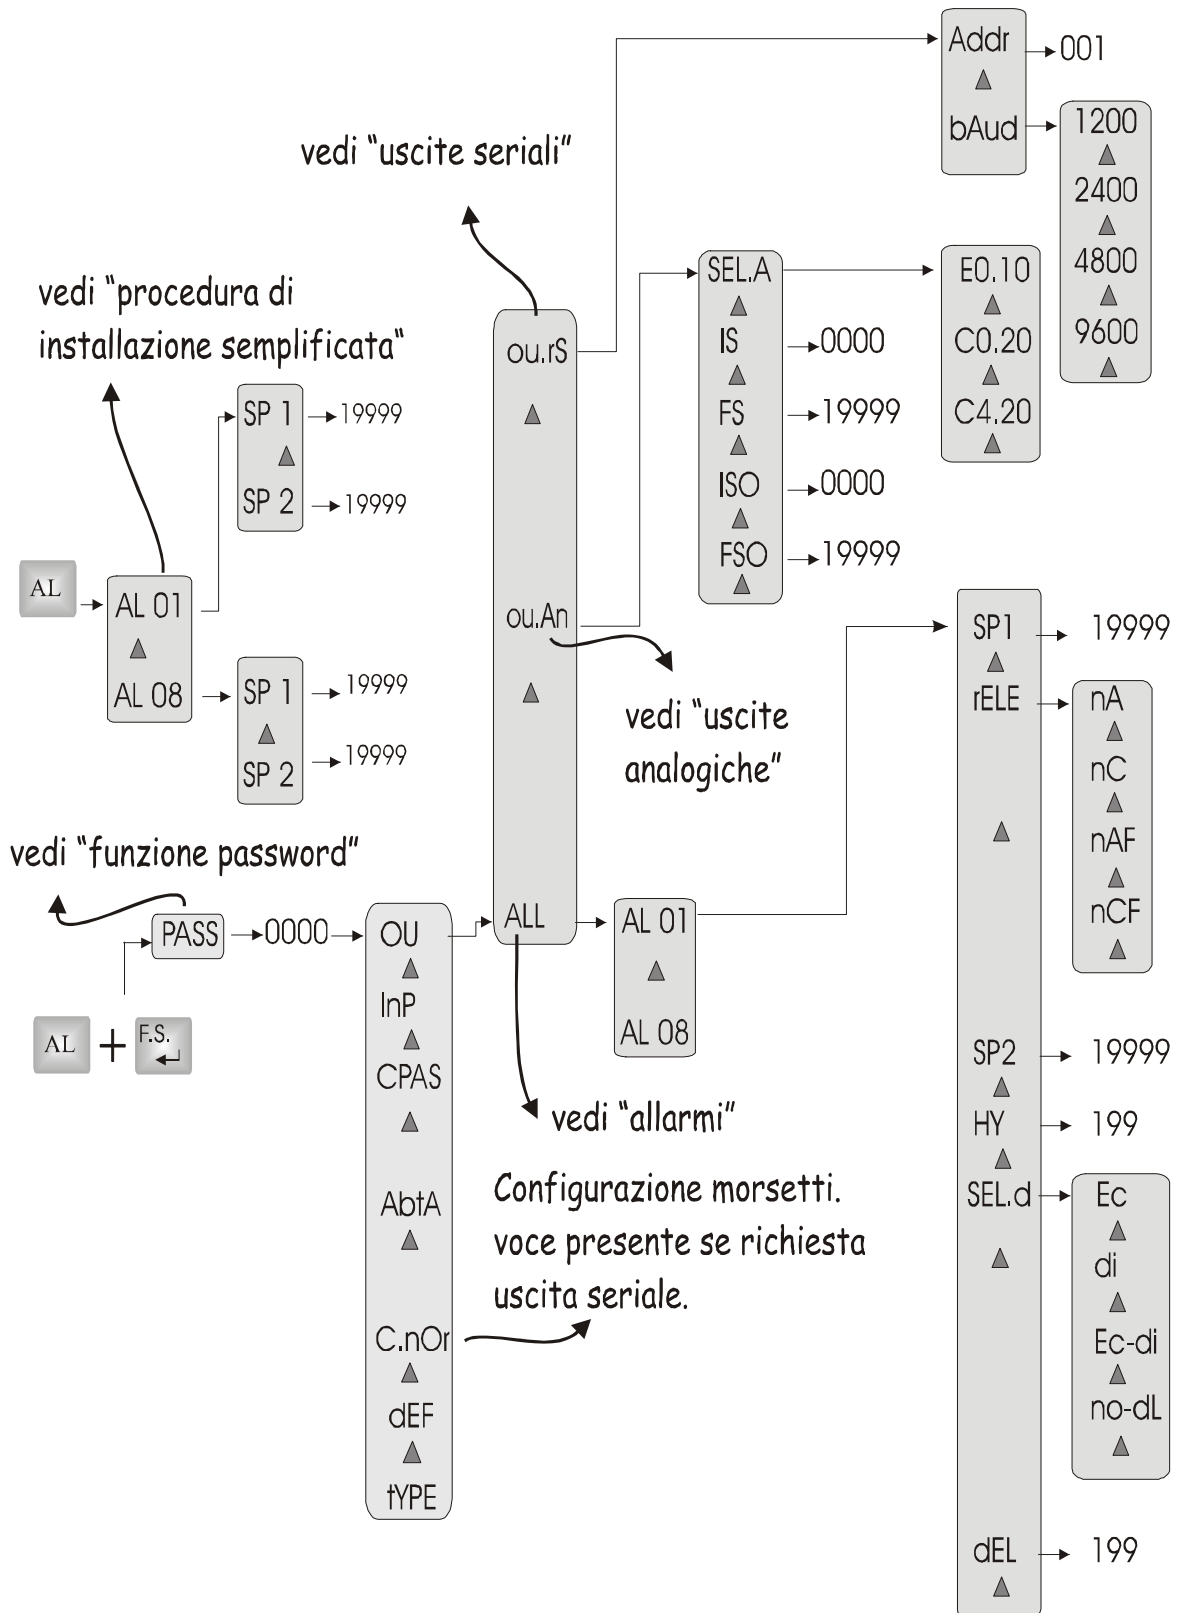 Addr
001
bAud
1200
2400
4800
9600
vedi “uscite seriali”
SEL.A
E0.10
C0.20
C4.20
IS
0000
FS
19999
ISO
0000
FSO
19999
vedi “procedura di
installazione semplificata“
ou.rS
SP 1
19999
SP 2
19999
AL
AL 01
AL 08
SP 1
19999
SP 2
19999
ou.An
vedi “uscite
analogiche”
SP1
19999
rELE
nA
nC
nAF
nCF
vedi “funzione password”
PASS
0000
OU
ALL
AL 01
AL 08
InP
CPAS
AbtA
C.nOr
dEF
tYPE
AL
+
F.S.
vedi “allarmi”
Configurazione morsetti.
voce presente se richiesta
uscita seriale.
SP2
19999
HY
199
SEL.d
Ec
di
Ec-di
no-dL
dEL
199